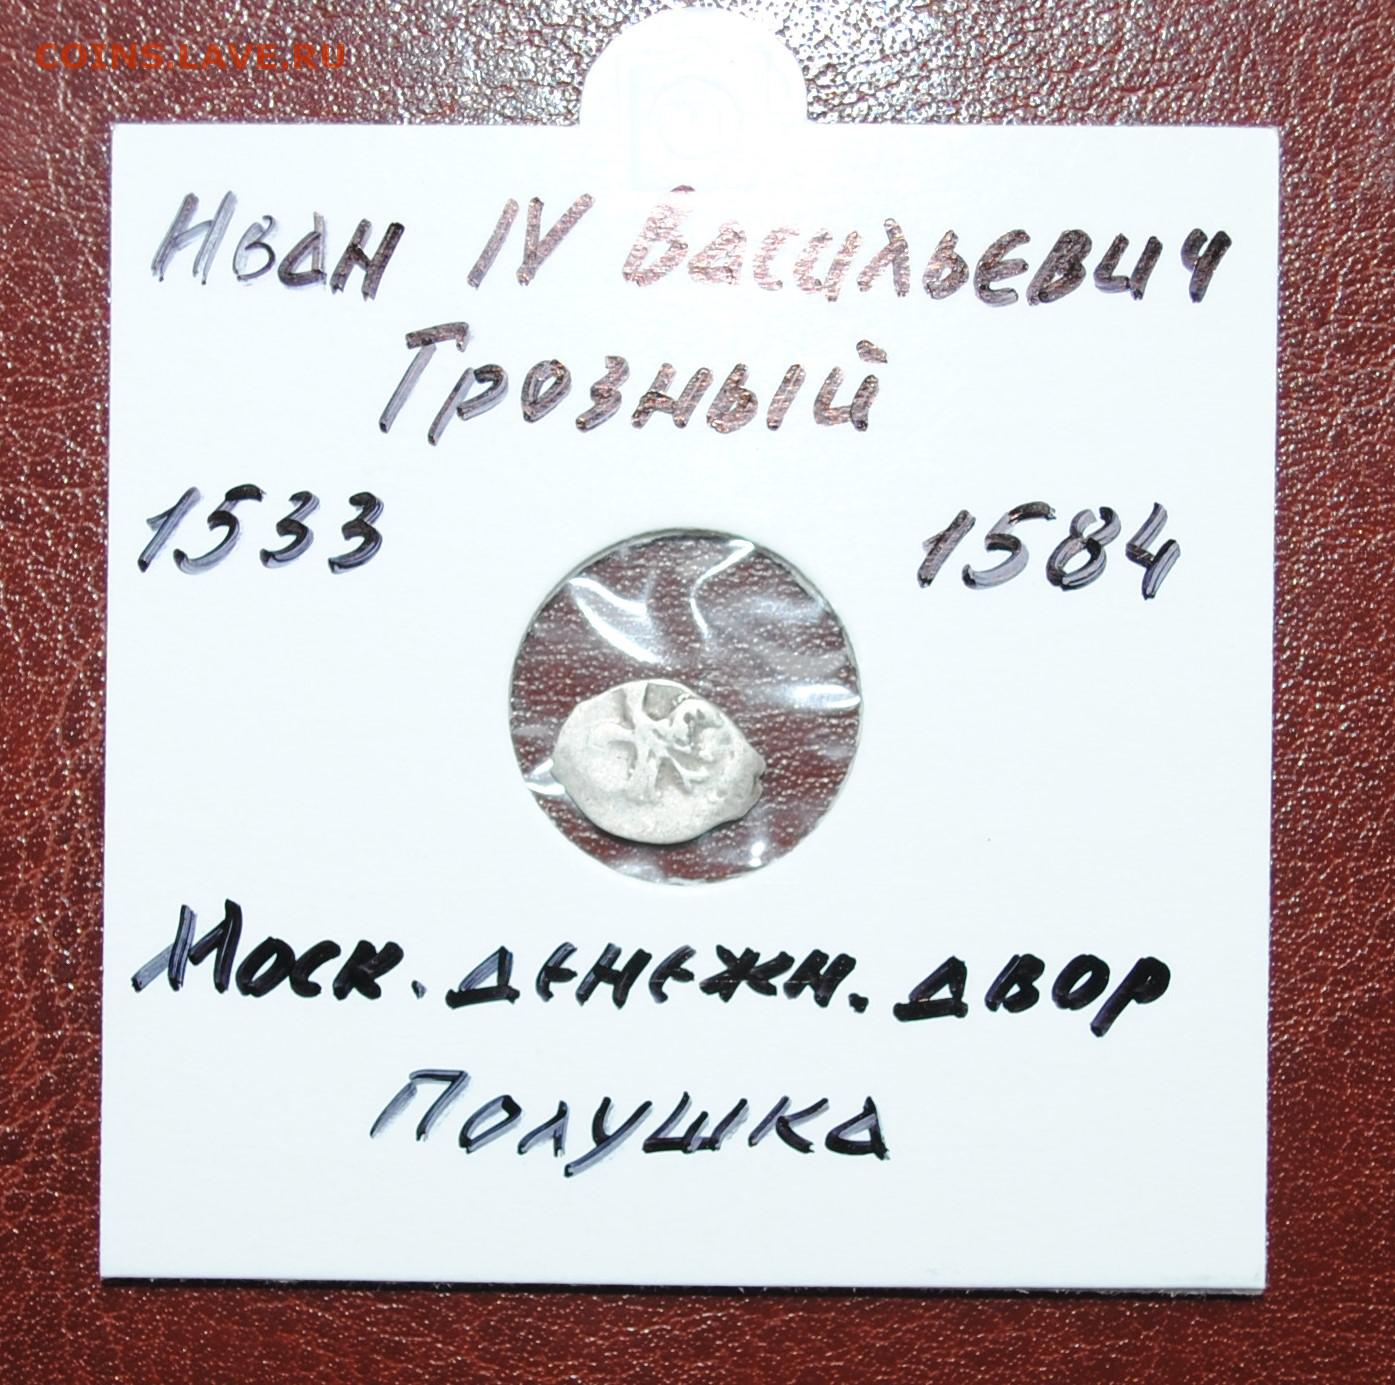 COINS.LAVE.RU
Иван IV Васильевич
Грозный
1533 1584
Моск. денежн. двор
Полушка